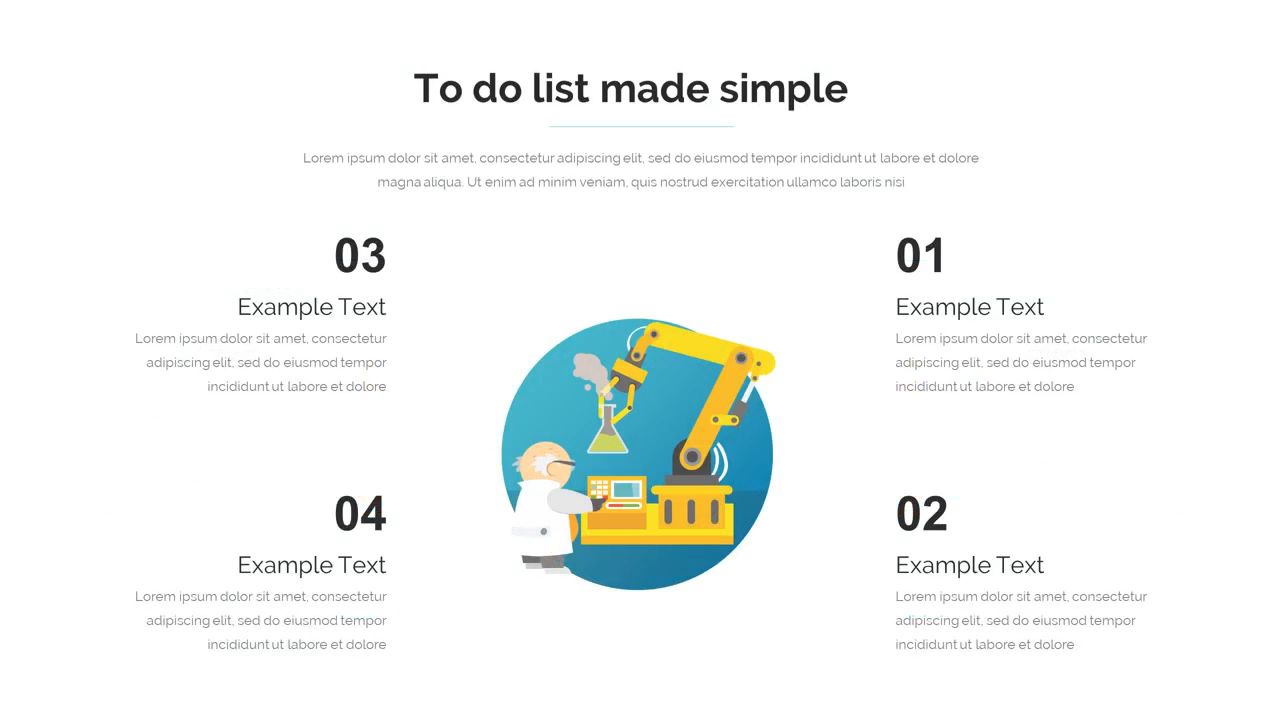 To do list made simple
Lorem ipsum dolor sit amet, consectetur adipiscing elit, sed do eiusmod tempor incididunt ut labore et dolore
magna aliqua. Ut enim ad minim veniam, quis nostrud exercitation ullamco laboris nisi
03
Example Text
Lorem ipsum dolor sit amet, consectetur
adipiscing elit, sed do eiusmod tempor
incididunt ut labore et dolore
01
Example Text
Lorem ipsum dolor sit amet, consectetur
adipiscing elit, sed do eiusmod tempor
incididunt ut labore et dolore
04
Example Text
Lorem ipsum dolor sit amet, consectetur
adipiscing elit, sed do eiusmod tempor
incididunt ut labore et dolore
02
Example Text
Lorem ipsum dolor sit amet, consectetur
adipiscing elit, sed do eiusmod tempor
incididunt ut labore et dolore